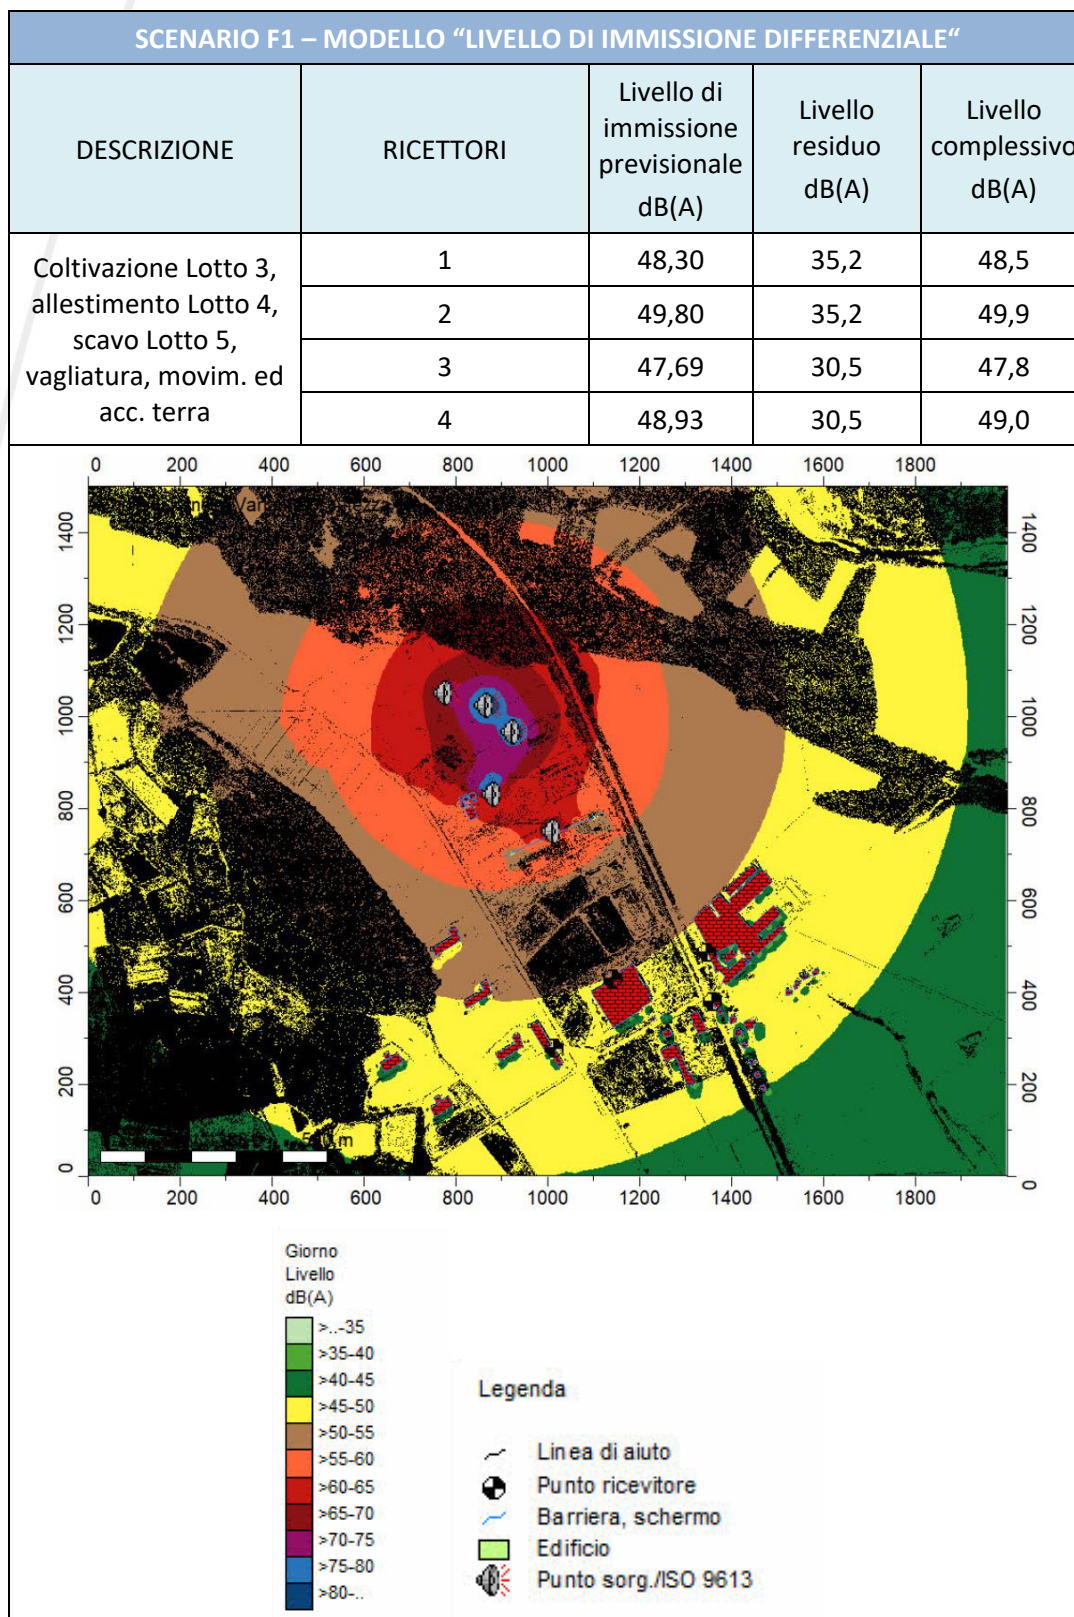 SCENARIO F1 – MODELLO “LIVELLO DI IMMISSIONE DIFFERENZIALE“
DESCRIZIONE
RICETTORI
Livello di
immissione
previsionale
dB(A)
Livello
residuo
dB(A)
Livello
complessivo
dB(A)
Coltivazione Lotto 3,
allestimento Lotto 4,
scavo Lotto 5,
vagliatura, movim. ed
acc. terra
1 48,30 35,2 48,5
2 49,80 35,2 49,9
3 47,69 30,5 47,8
4 48,93 30,5 49,0
0 200 400 600 800 1000 1200 1400 1600 1800
1400 1400
1200 1200
1000 1000
800 800
600 600
400 400
200 200
0 0
0 200 400 600 800 1000 1200 1400 1600 1800
Giorno
Livello
dB(A)
>..-35
>35-40
>40-45
>45-50
>50-55
>55-60
>60-65
>65-70
>70-75
>75-80
>80-..
Legenda
Linea di aiuto
Punto ricevitore
Barriera, schermo
Edificio
Punto sorg./ISO 9613